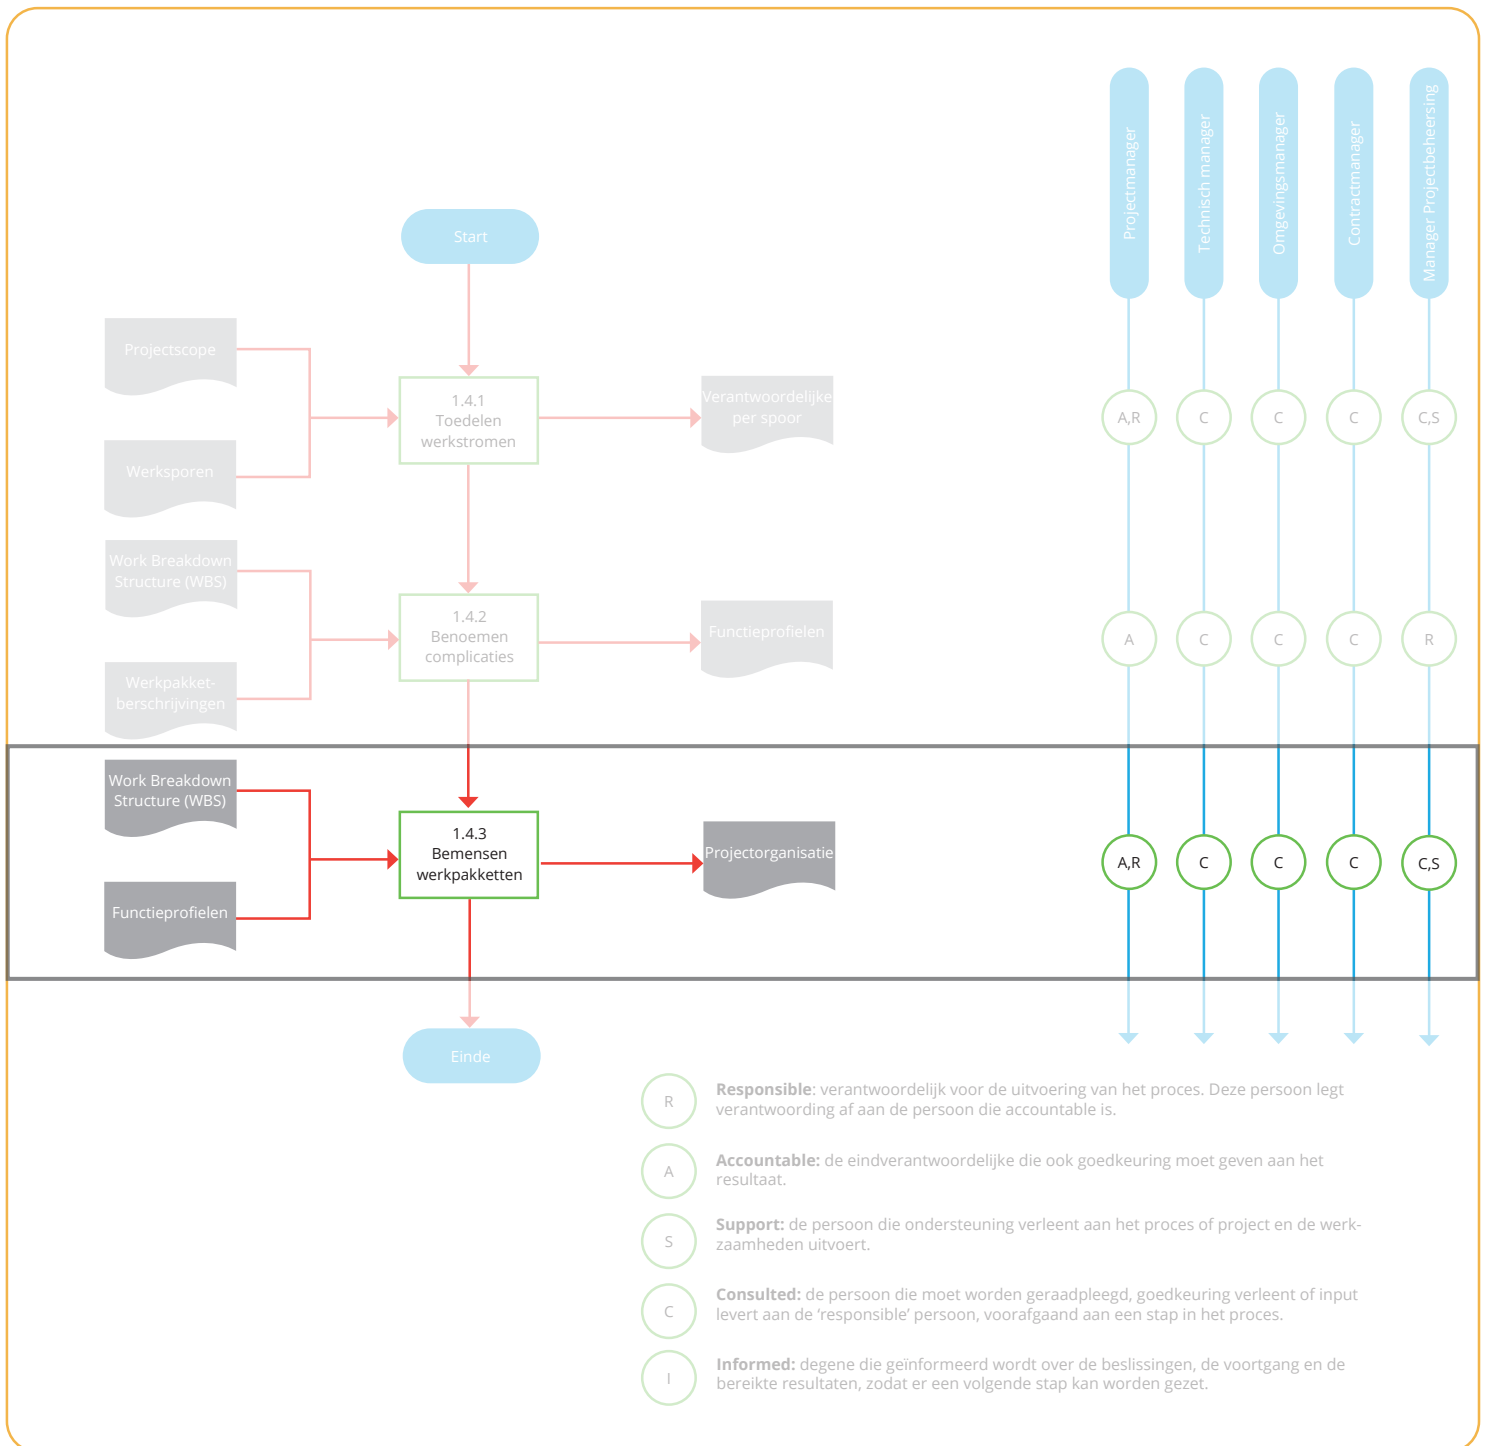 Projectmanager
Technisch manager
Omgevingsmanager
Contractmanager
Manager Projectbeheersing
Start
Projectscope
Werksporen
1.4.1
Toedelen
werkstromen
Verantwoordelijke
per spoor
A,R
C
C
C
C,S
Work Breakdown
Structure (WBS)
Werkpakket-
berschrijvingen
1.4.2
Benoemen
complicaties
Functieprofielen
A
C
C
C
R
Work Breakdown
Structure (WBS)
Functieprofielen
1.4.3
Bemensen
werkpakketten
Projectorganisatie
A,R
C
C
C
C,S
Einde
R
Responsible: verantwoordelijk voor de uitvoering van het proces. Deze persoon legt
verantwoording af aan de persoon die accountable is.
A
Accountable: de eindverantwoordelijke die ook goedkeuring moet geven aan het
resultaat.
S
Support: de persoon die ondersteuning verleent aan het proces of project en de werk-
zaamheden uitvoert.
C
Consulted: de persoon die moet worden geraadpleegd, goedkeuring verleent of input
levert aan de ‘responsible’ persoon, voorafgaand aan een stap in het proces.
I
Informed: degene die geïnformeerd wordt over de beslissingen, de voortgang en de
bereikte resultaten, zodat er een volgende stap kan worden gezet.